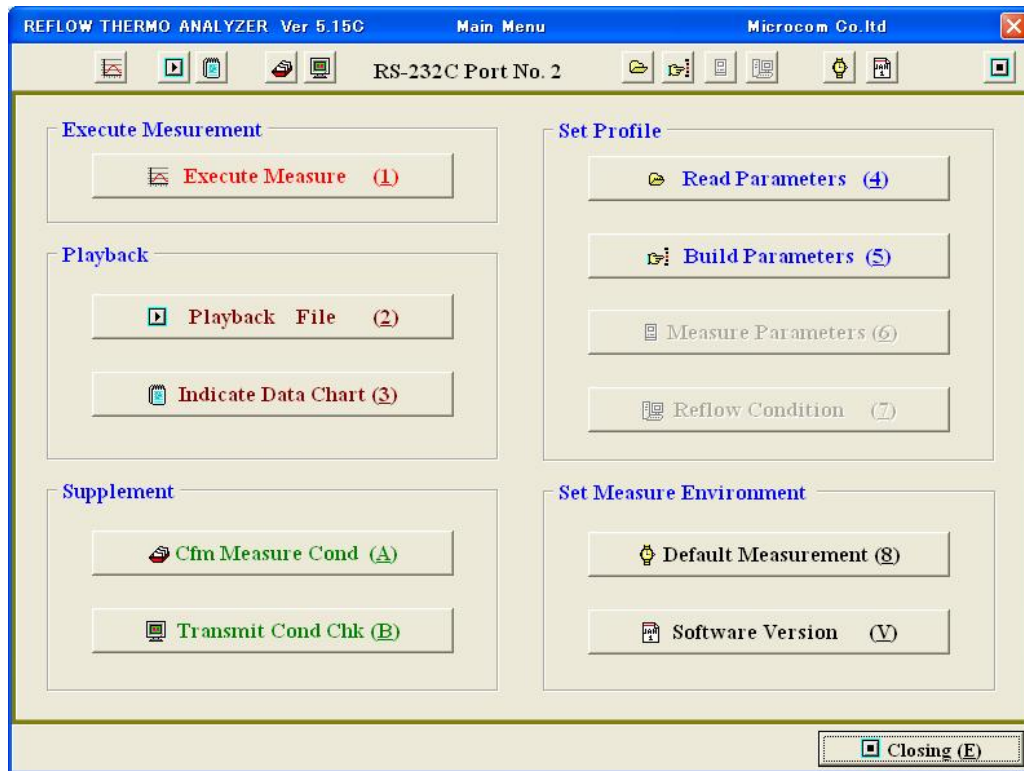 REFLOW THERMO ANALYZER Ver 5.15C Main Menu Microcom Co.ltd
RS-232C Port No. 2
Execute Mesurement
Execute Measure (1)
Playback
Playback File (2)
Indicate Data Chart (3)
Supplement
Cfm Measure Cond (A)
Transmit Cond Chk (B)
Set Profile
Read Parameters (4)
Build Parameters (5)
Measure Parameters (6)
Reflow Condition (7)
Set Measure Environment
Default Measurement (8)
Software Version (V)
Closing (E)